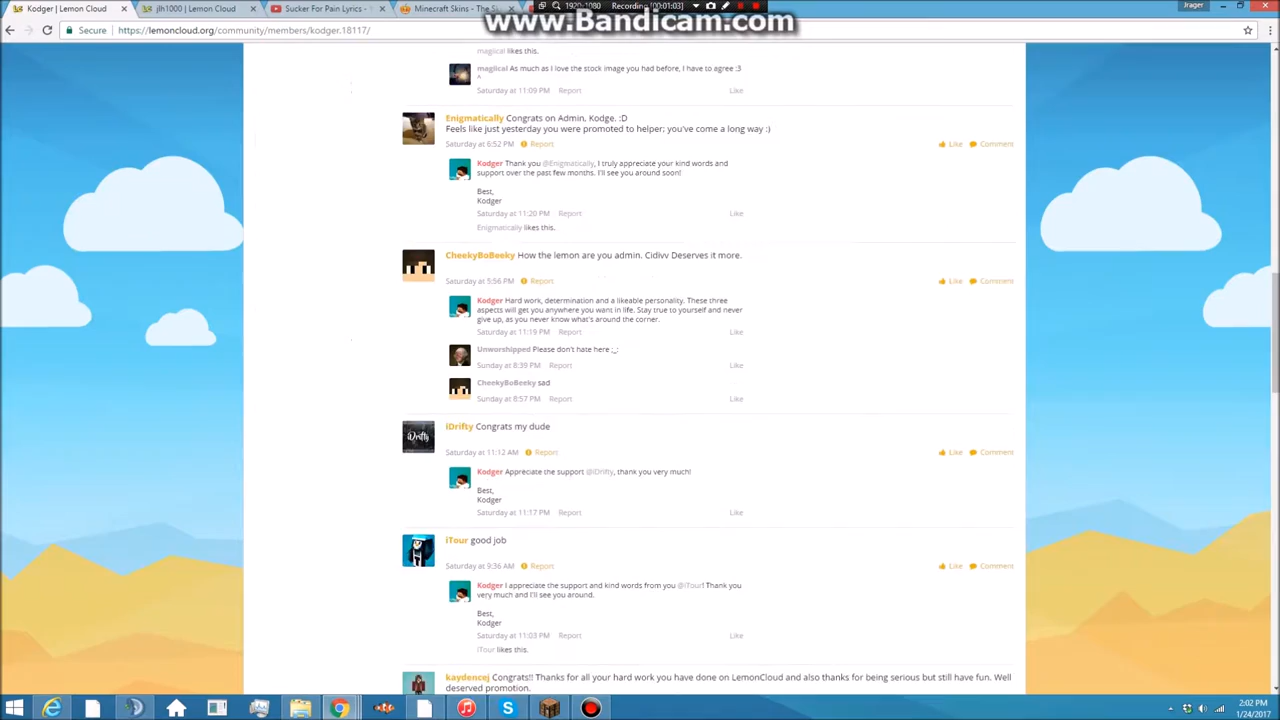 Kodger | Lemon Cloud
jlh1000 | Lemon Cloud
Sucker For Pain Lyrics -
Minecraft Skins - The S
1920×1080
Recording [00:01:03]
Jrager
www.Bandicam.com
Secure
https://lemoncloud.org/community/members/kodger.18117/
magiical likes this.
magiical As much as I love the stock image you had before, I have to agree :3
^
Saturday at 11:09 PM Report Like
Enigmatically Congrats on Admin, Kodge. :D
Feels like just yesterday you were promoted to helper; you've come a long way :)
Saturday at 6:52 PM Report Like Comment
Kodger Thank you @Enigmatically, I truly appreciate your kind words and
support over the past few months. I'll see you around soon!
Best,
Kodger
Saturday at 11:20 PM Report Like
Enigmatically likes this.
CheekyBoBeeky How the lemon are you admin. Cidivv Deserves it more.
Saturday at 5:56 PM Report Like Comment
Kodger Hard work, determination and a likeable personality. These three
aspects will get you anywhere you want in life. Stay true to yourself and never
give up, as you never know what's around the corner.
Saturday at 11:19 PM Report Like
Unworshipped Please don't hate here ;_;
Sunday at 8:39 PM Report Like
CheekyBoBeeky sad
Sunday at 8:57 PM Report Like
iDrifty
iDrifty Congrats my dude
Saturday at 11:12 AM Report Like Comment
Kodger Appreciate the support @iDrifty, thank you very much!
Best,
Kodger
Saturday at 11:17 PM Report Like
iTour good job
Saturday at 9:36 AM Report Like Comment
Kodger I appreciate the support and kind words from you @iTour! Thank you
very much and I'll see you around.
Best,
Kodger
Saturday at 11:03 PM Report Like
iTour likes this.
kaydencej Congrats!! Thanks for all your hard work you have done on LemonCloud and also thanks for being serious but still have fun. Well
deserved promotion.
2:02 PM
1/24/2017